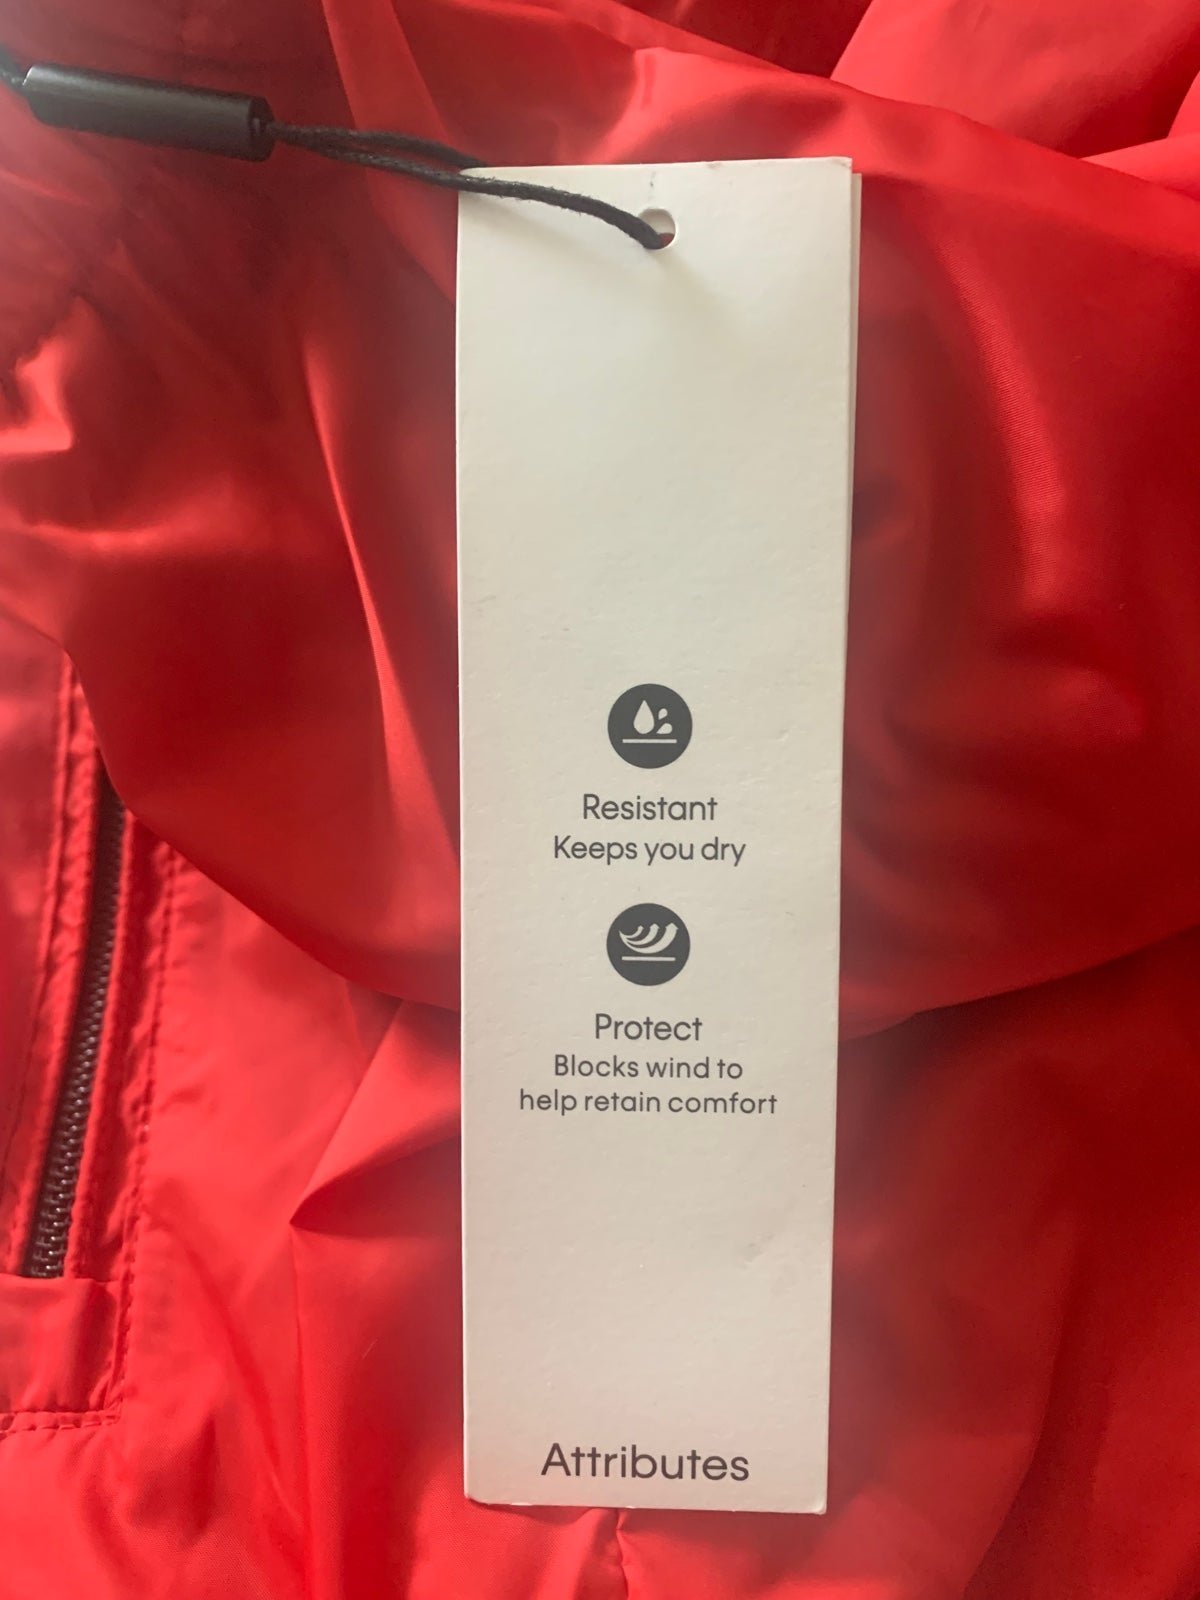 Resistant
Keeps you dry
Protect
Blocks wind to
help retain comfort
Attributes